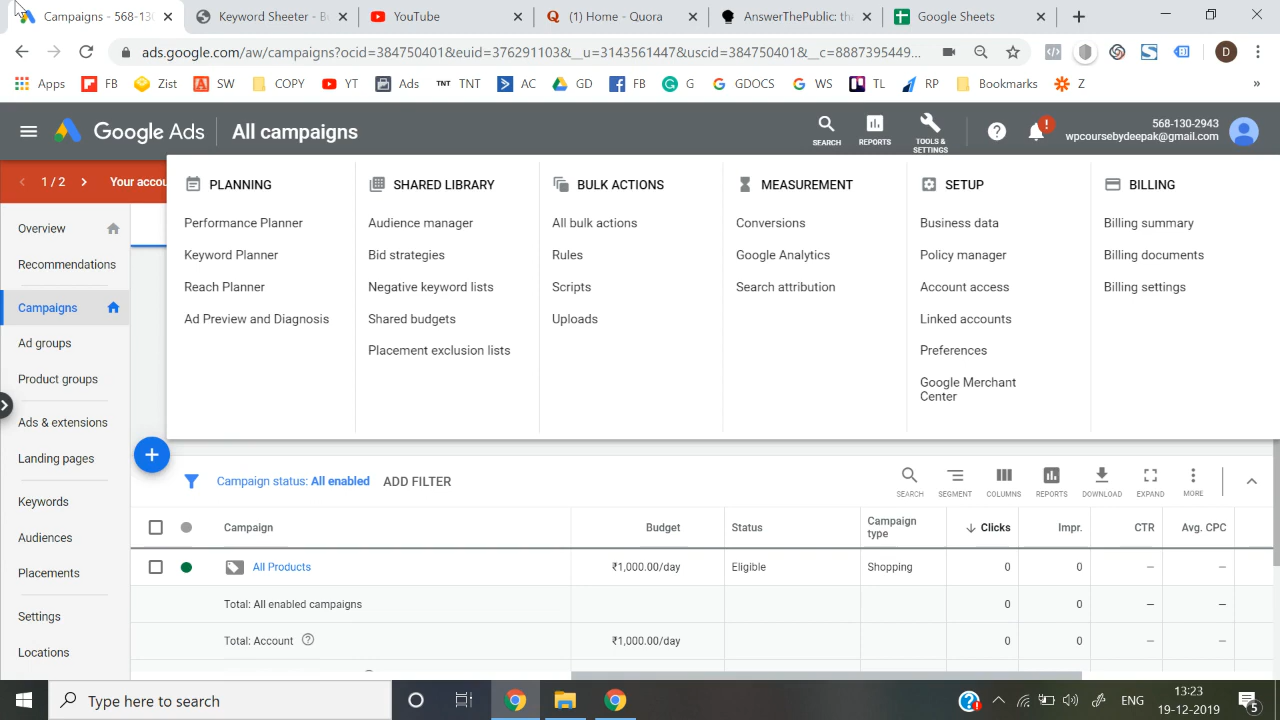 Campaigns - 568-13
Keyword Sheeter - B
YouTube
(1) Home - Quora
AnswerThePublic: tha
Google Sheets
ads.google.com/aw/campaigns?ocid=384750401&euid=376291103&__u=3143561447&uscid=384750401&__c=8887395449...
D
Apps
FB
Zist
SW
COPY
YT
Ads
TNT
TNT
AC
GD
FB
G
GDOCS
WS
TL
RP
Bookmarks
Z
»
Google Ads
All campaigns
SEARCH
REPORTS
TOOLS &
SETTINGS
568-130-2943
wpcoursebydeepak@gmail.com
1 / 2
Your accou
PLANNING
Performance Planner
Keyword Planner
Reach Planner
Ad Preview and Diagnosis
SHARED LIBRARY
Audience manager
Bid strategies
Negative keyword lists
Shared budgets
Placement exclusion lists
BULK ACTIONS
All bulk actions
Rules
Scripts
Uploads
MEASUREMENT
Conversions
Google Analytics
Search attribution
SETUP
Business data
Policy manager
Account access
Linked accounts
Preferences
Google Merchant
Center
BILLING
Billing summary
Billing documents
Billing settings
Overview
Recommendations
Campaigns
Ad groups
Product groups
Ads & extensions
Landing pages
Keywords
Audiences
Placements
Settings
Locations
Campaign status: All enabled
ADD FILTER
SEARCH
SEGMENT
COLUMNS
REPORTS
DOWNLOAD
EXPAND
MORE
Campaign
Budget
Status
Campaign
type
Clicks
Impr.
CTR
Avg. CPC
All Products
₹1,000.00/day
Eligible
Shopping
0
0
–
–
Total: All enabled campaigns
0
0
–
–
Total: Account
₹1,000.00/day
0
0
–
–
Type here to search
ENG
13:23
19-12-2019
5